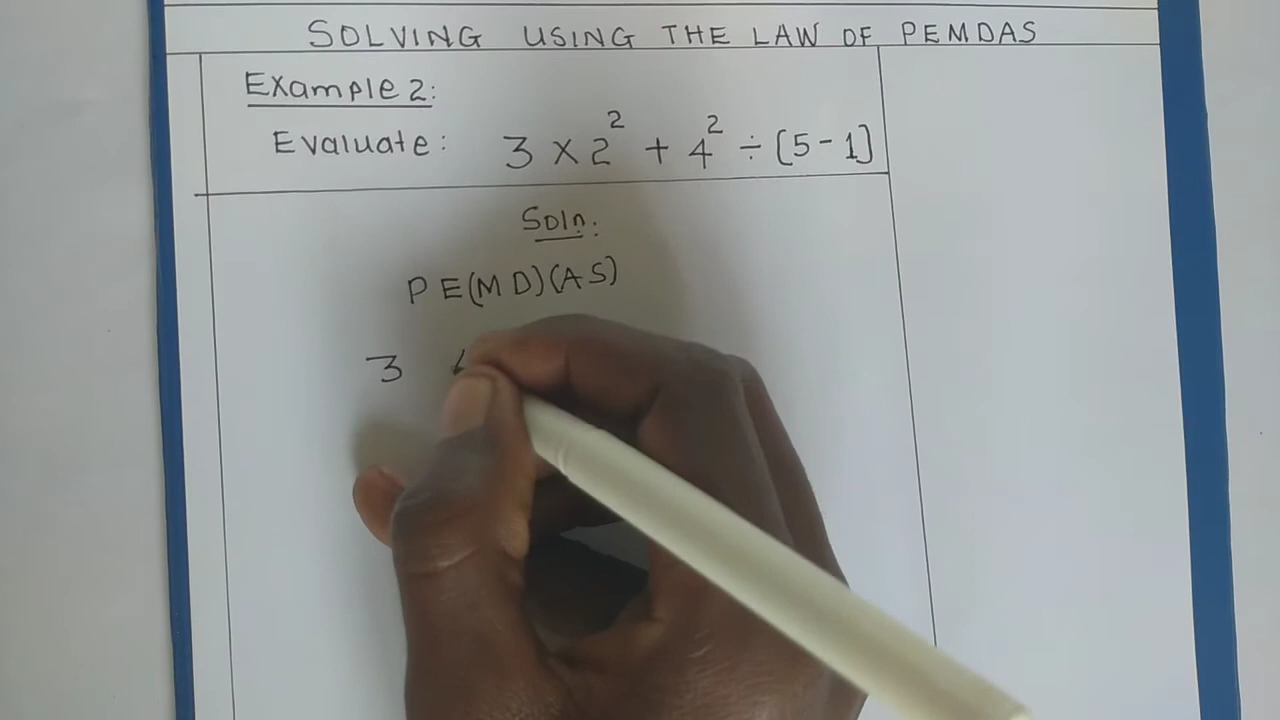 SOLVING USING THE LAW OF PEMDAS
Example 2:
Evaluate: 3 × 2² + 4² ÷ [5 - 1]
Soln:
PE(MD)(AS)
3